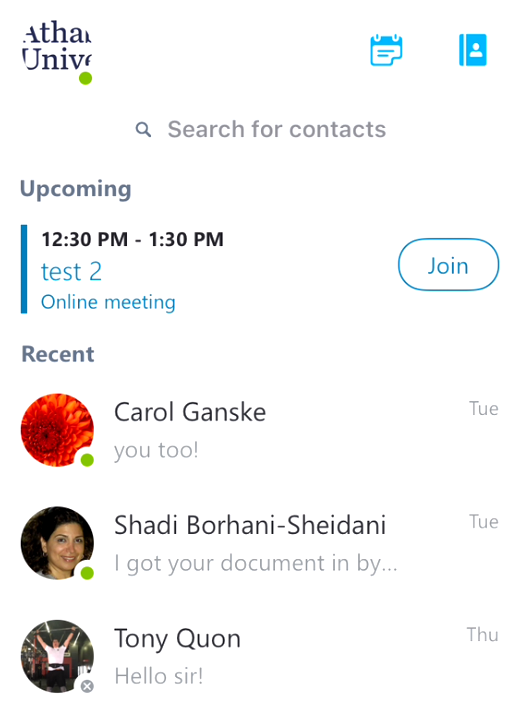 Atha
Unive
Search for contacts
Upcoming
12:30 PM - 1:30 PM
test 2
Join
Online meeting
Recent
Carol Ganske
Tue
you too!
Shadi Borhani-Sheidani
Tue
I got your document in by...
Tony Quon
Thu
Hello sir!